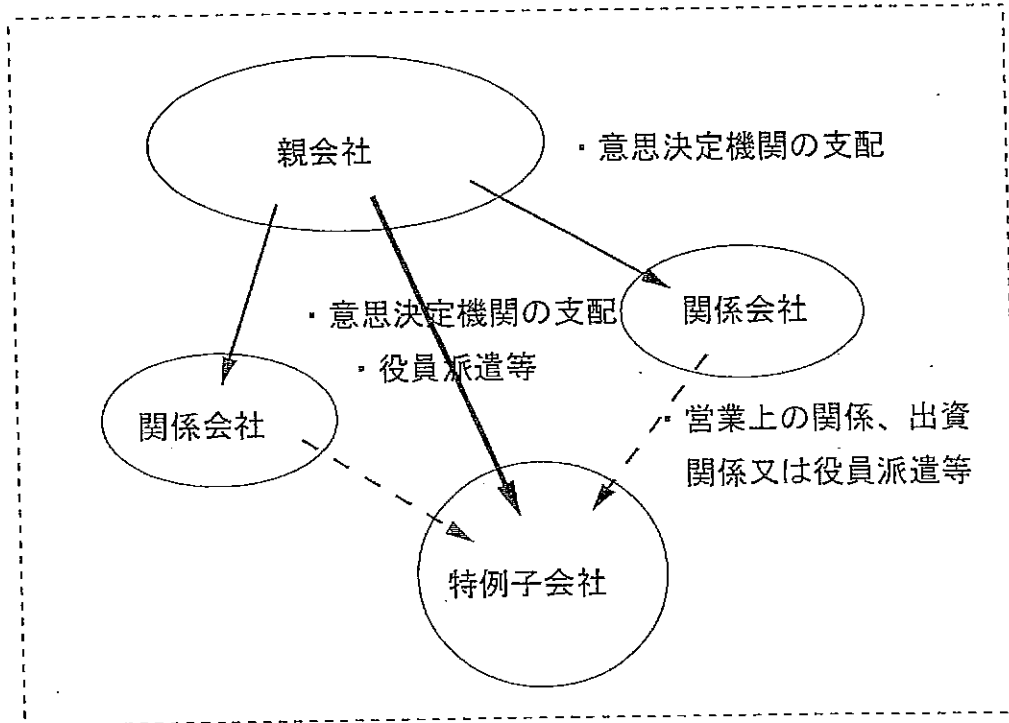 親会社
・意思決定機関の支配
・意思決定機関の支配
・役員派遣等
関係会社
関係会社
・営業上の関係、出資
関係又は役員派遣等
特例子会社